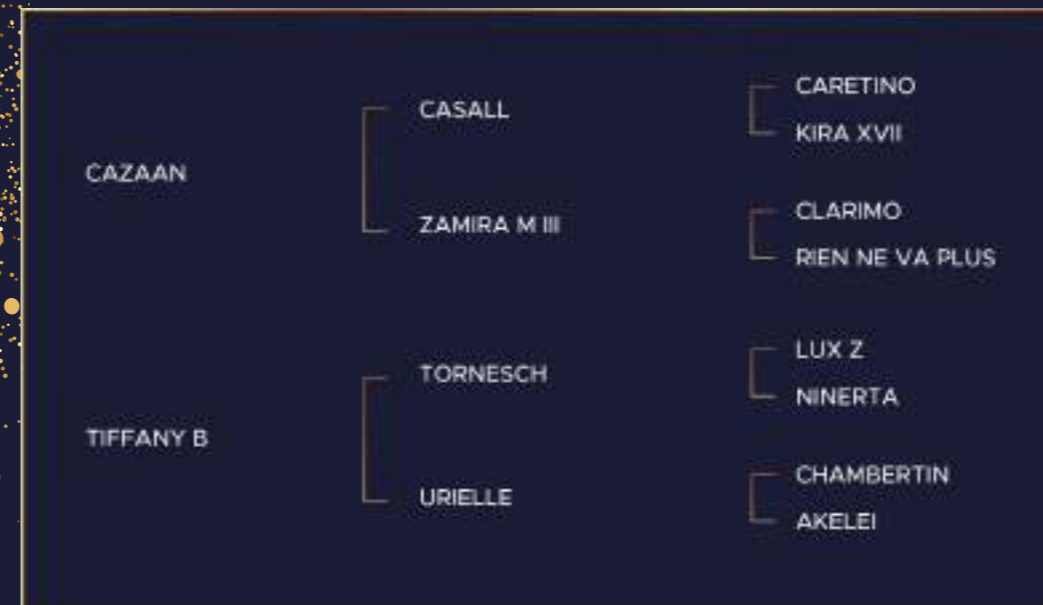 CARETINO
CASALL
KIRA XVII
CAZAAN
CLARIMO
ZAMIRA M III
RIEN NE VA PLUS
LUX Z
TORNESCH
NINERTA
TIFFANY B
CHAMBERTIN
URIELLE
AKELEI